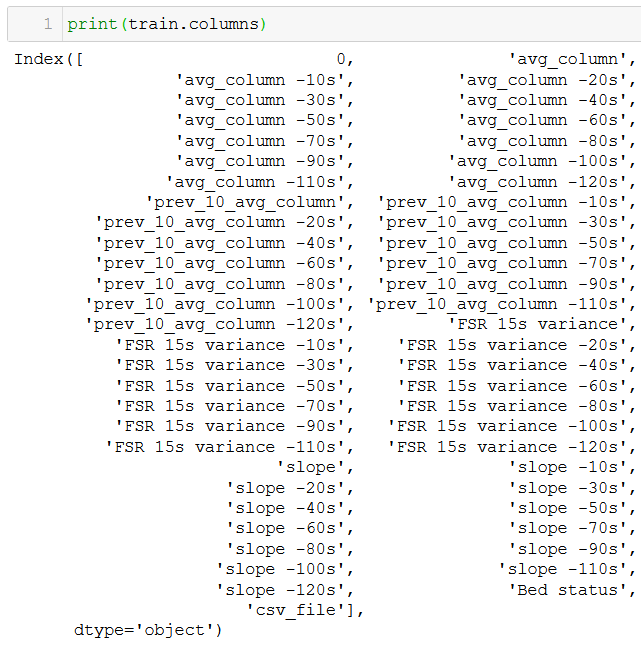 1 print(train.columns)
Index([ 0, 'avg_column',
'avg_column -10s', 'avg_column -20s',
'avg_column -30s', 'avg_column -40s',
'avg_column -50s', 'avg_column -60s',
'avg_column -70s', 'avg_column -80s',
'avg_column -90s', 'avg_column -100s',
'avg_column -110s', 'avg_column -120s',
'prev_10_avg_column', 'prev_10_avg_column -10s',
'prev_10_avg_column -20s', 'prev_10_avg_column -30s',
'prev_10_avg_column -40s', 'prev_10_avg_column -50s',
'prev_10_avg_column -60s', 'prev_10_avg_column -70s',
'prev_10_avg_column -80s', 'prev_10_avg_column -90s',
'prev_10_avg_column -100s', 'prev_10_avg_column -110s',
'prev_10_avg_column -120s', 'FSR 15s variance',
'FSR 15s variance -10s', 'FSR 15s variance -20s',
'FSR 15s variance -30s', 'FSR 15s variance -40s',
'FSR 15s variance -50s', 'FSR 15s variance -60s',
'FSR 15s variance -70s', 'FSR 15s variance -80s',
'FSR 15s variance -90s', 'FSR 15s variance -100s',
'FSR 15s variance -110s', 'FSR 15s variance -120s',
'slope', 'slope -10s',
'slope -20s', 'slope -30s',
'slope -40s', 'slope -50s',
'slope -60s', 'slope -70s',
'slope -80s', 'slope -90s',
'slope -100s', 'slope -110s',
'slope -120s', 'Bed status',
'csv_file'],
dtype='object')